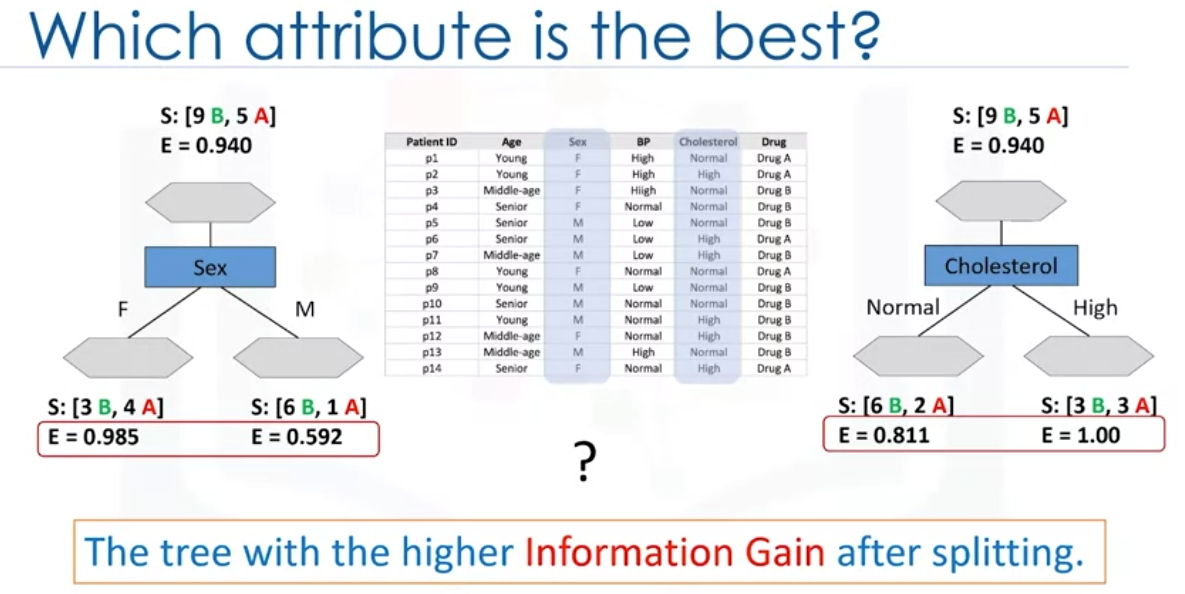 Which attribute is the best?
S: [9 B, 5 A]
E = 0.940
Sex
F M
S: [3 B, 4 A] S: [6 B, 1 A]
E = 0.985 E = 0.592
Patient ID Age Sex BP Cholesterol Drug
p1 Young F High Normal Drug A
p2 Young F High High Drug A
p3 Middle-age F Hiigh Normal Drug B
p4 Senior F Normal Normal Drug B
p5 Senior M Low Normal Drug B
p6 Senior M Low High Drug A
p7 Middle-age M Low High Drug B
p8 Young F Normal Normal Drug A
p9 Young M Low Normal Drug B
p10 Senior M Normal Normal Drug B
p11 Young M Normal High Drug B
p12 Middle-age F Normal High Drug B
p13 Middle-age M High Normal Drug B
p14 Senior F Normal High Drug A
?
S: [9 B, 5 A]
E = 0.940
Cholesterol
Normal High
S: [6 B, 2 A] S: [3 B, 3 A]
E = 0.811 E = 1.00
The tree with the higher Information Gain after splitting.